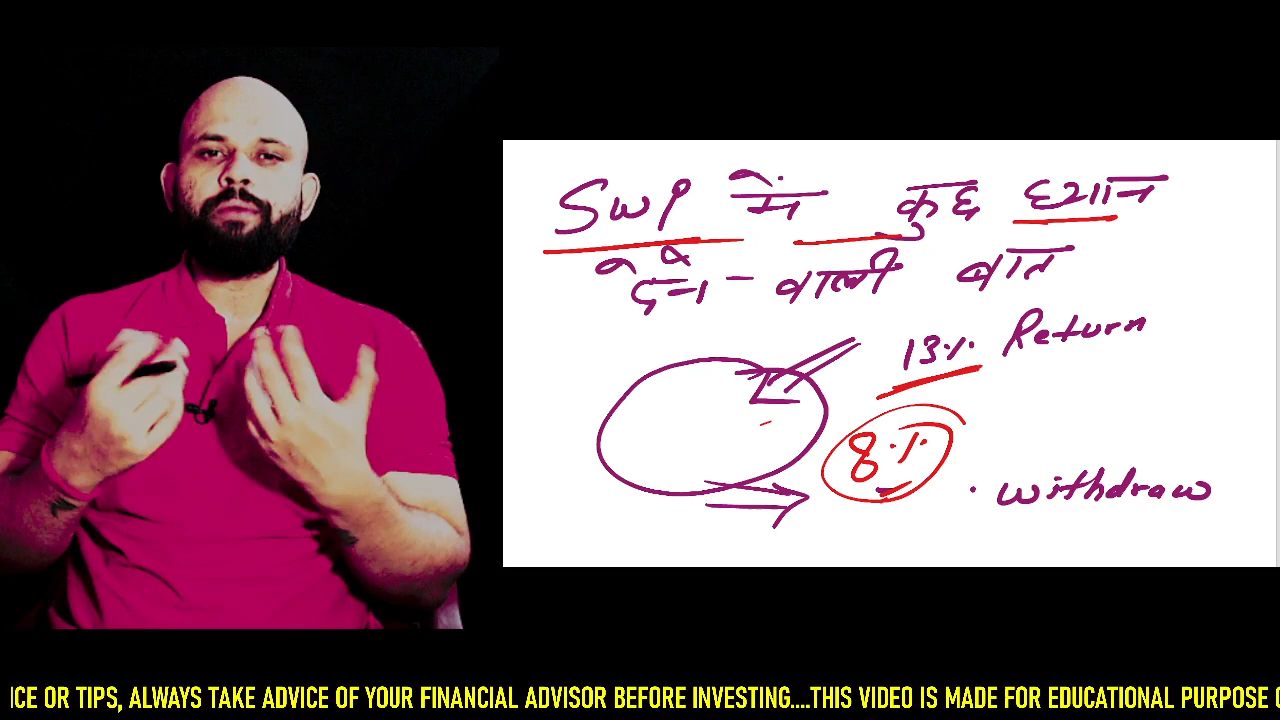 SWP में कुछ ध्यान
देने वाली बात
13% Return
8%
withdraw
ICE OR TIPS, ALWAYS TAKE ADVICE OF YOUR FINANCIAL ADVISOR BEFORE INVESTING....THIS VIDEO IS MADE FOR EDUCATIONAL PURPOSE